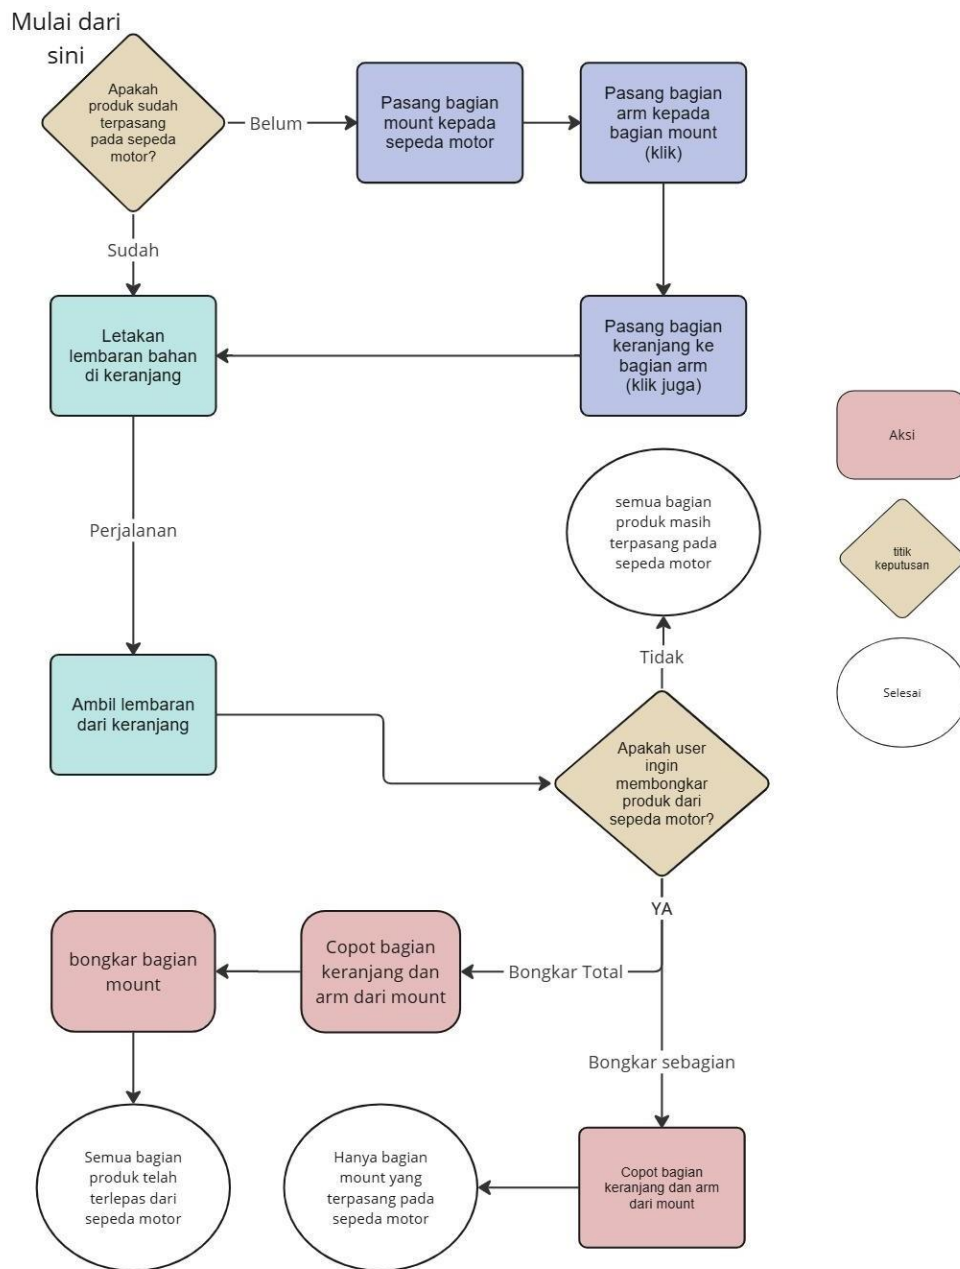 Mulai dari
sini
Apakah
produk sudah
terpasang
pada sepeda
motor?
Belum
Pasang bagian
mount kepada
sepeda motor
Pasang bagian
arm kepada
bagian mount
(klik)
Sudah
Letakan
lembaran bahan
di keranjang
Pasang bagian
keranjang ke
bagian arm
(klik juga)
Aksi
semua bagian
produk masih
terpasang pada
sepeda motor
Perjalanan
titik
keputusan
Tidak
Selesai
Ambil lembaran
dari keranjang
Apakah user
ingin
membongkar
produk dari
sepeda motor?
YA
bongkar bagian
mount
Copot bagian
keranjang dan
arm dari mount
Bongkar Total
Bongkar sebagian
Semua bagian
produk telah
terlepas dari
sepeda motor
Hanya bagian
mount yang
terpasang pada
sepeda motor
Copot bagian
keranjang dan arm
dari mount